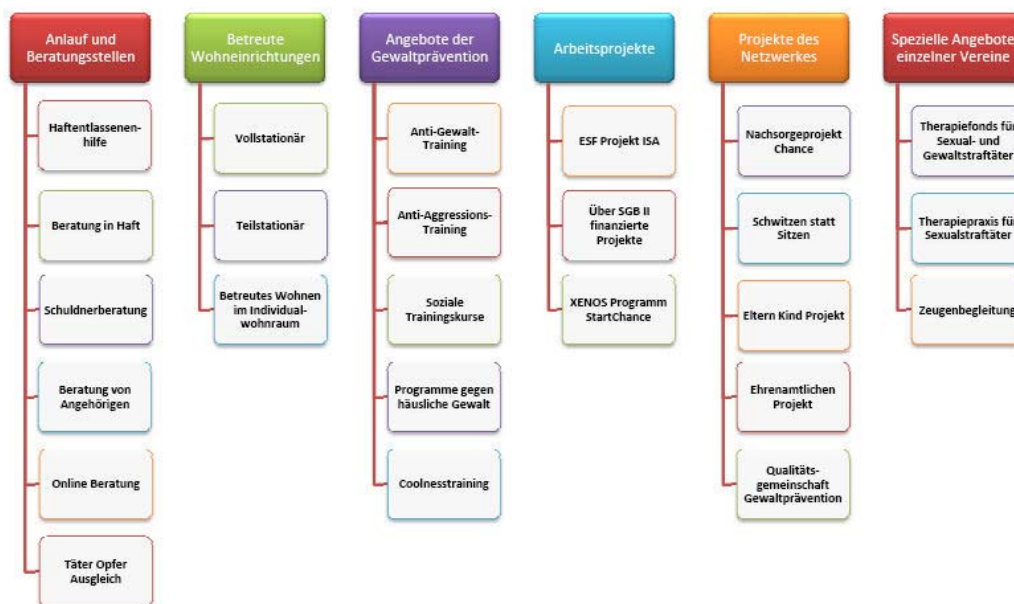 Anlauf und
Beratungsstellen
Haftentlassenen-
hilfe
Beratung in Haft
Schuldnerberatung
Beratung von
Angehörigen
Online Beratung
Täter Opfer
Ausgleich
Betreute
Wohneinrichtungen
Vollstationär
Teilstationär
Betreutes Wohnen
im Individual-
wohnraum
Angebote der
Gewaltprävention
Anti-Gewalt-
Training
Anti-Aggressions-
Training
Soziale
Trainingskurse
Programme gegen
häusliche Gewalt
Coolnesstraining
Arbeitsprojekte
ESF Projekt ISA
Über SGB II
finanzierte
Projekte
XENOS Programm
StartChance
Projekte des
Netzwerkes
Nachsorgeprojekt
Chance
Schwitzen statt
Sitzen
Eltern Kind Projekt
Ehrenamtlichen
Projekt
Qualitäts-
gemeinschaft
Gewaltprävention
Spezielle Angebote
einzelner Vereine
Therapiefonds für
Sexual- und
Gewaltstraftäter
Therapiepraxis für
Sexualstraftäter
Zeugenbegleitung